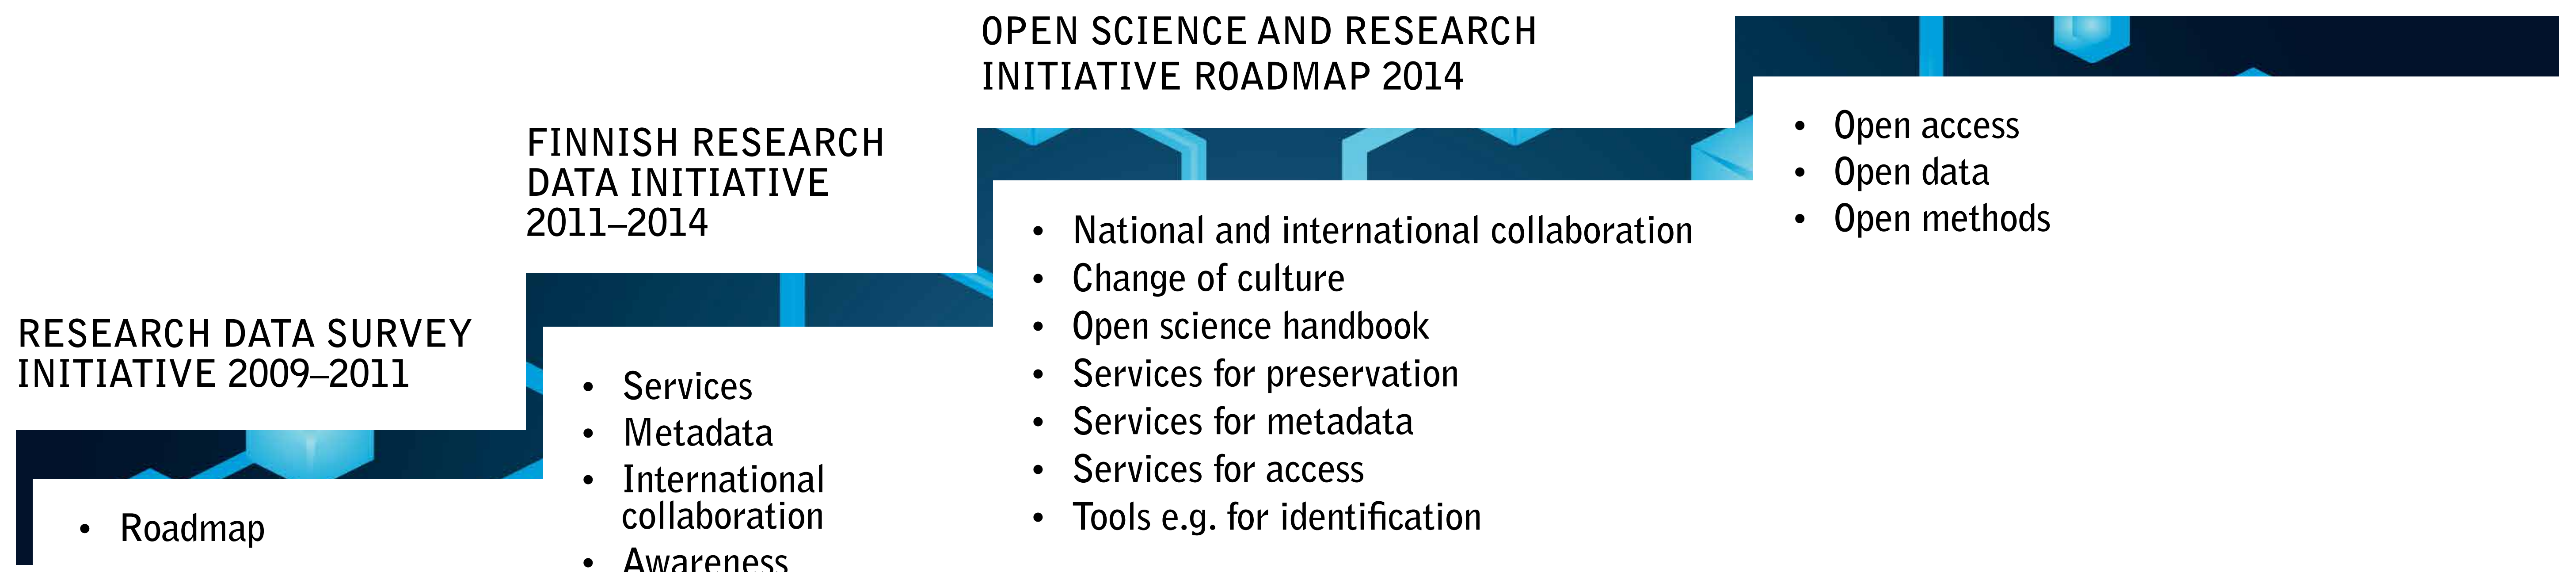 RESEARCH DATA SURVEY
INITIATIVE 2009–2011
• Roadmap
FINNISH RESEARCH
DATA INITIATIVE
2011–2014
• Services
• Metadata
• International
collaboration
• Awareness
OPEN SCIENCE AND RESEARCH
INITIATIVE ROADMAP 2014
• National and international collaboration
• Change of culture
• Open science handbook
• Services for preservation
• Services for metadata
• Services for access
• Tools e.g. for identification
• Open access
• Open data
• Open methods